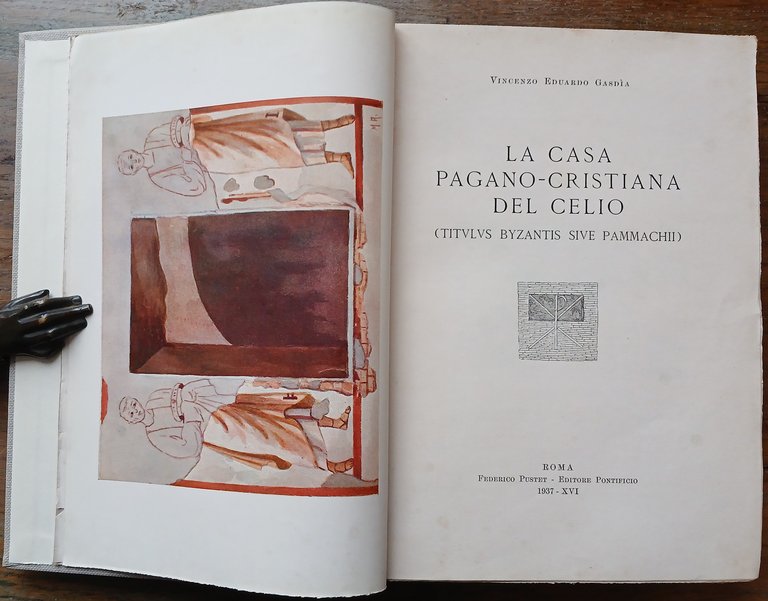 M R.
VINCENZO EDUARDO GASDÌA
LA CASA
PAGANO-CRISTIANA
DEL CELIO
(TITVLVS BYZANTIS SIVE PAMMACHII)
ROMA
FEDERICO PUSTET - EDITORE PONTIFICIO
1937 - XVI